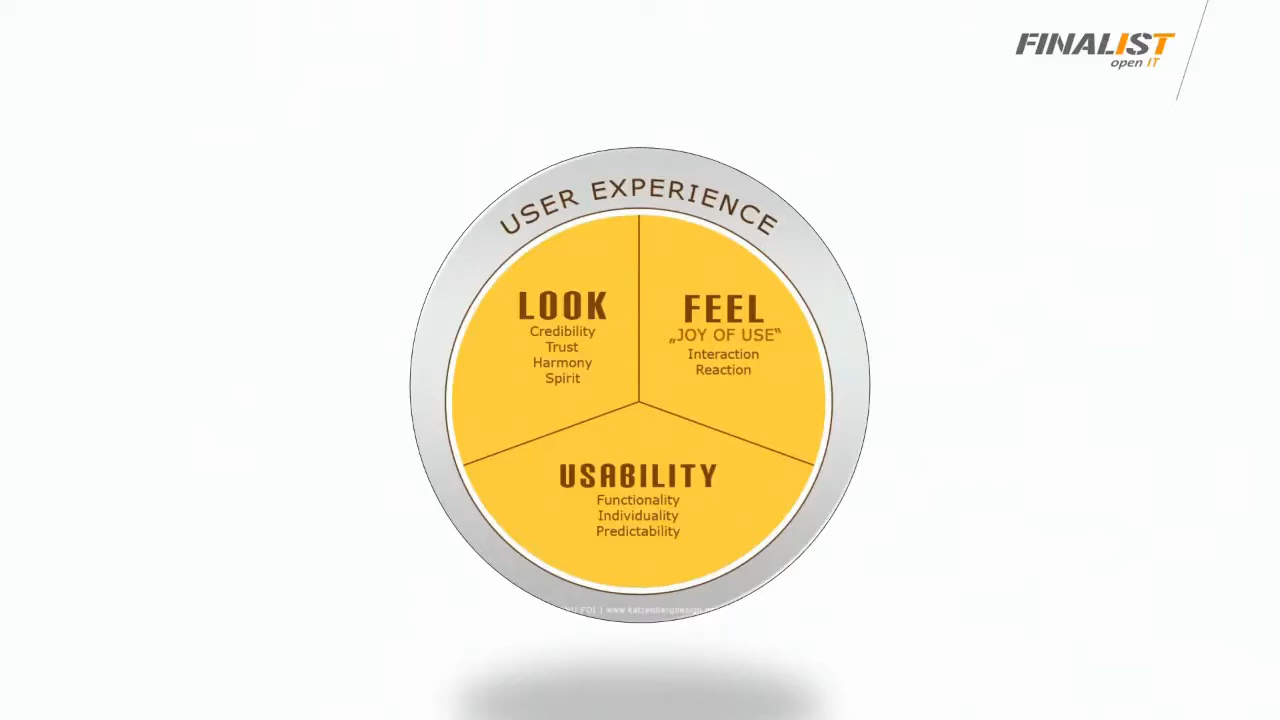 FINALIST
open IT
USER EXPERIENCE
LOOK
Credibility
Trust
Harmony
Spirit
FEEL
„JOY OF USE“
Interaction
Reaction
USABILITY
Functionality
Individuality
Predictability